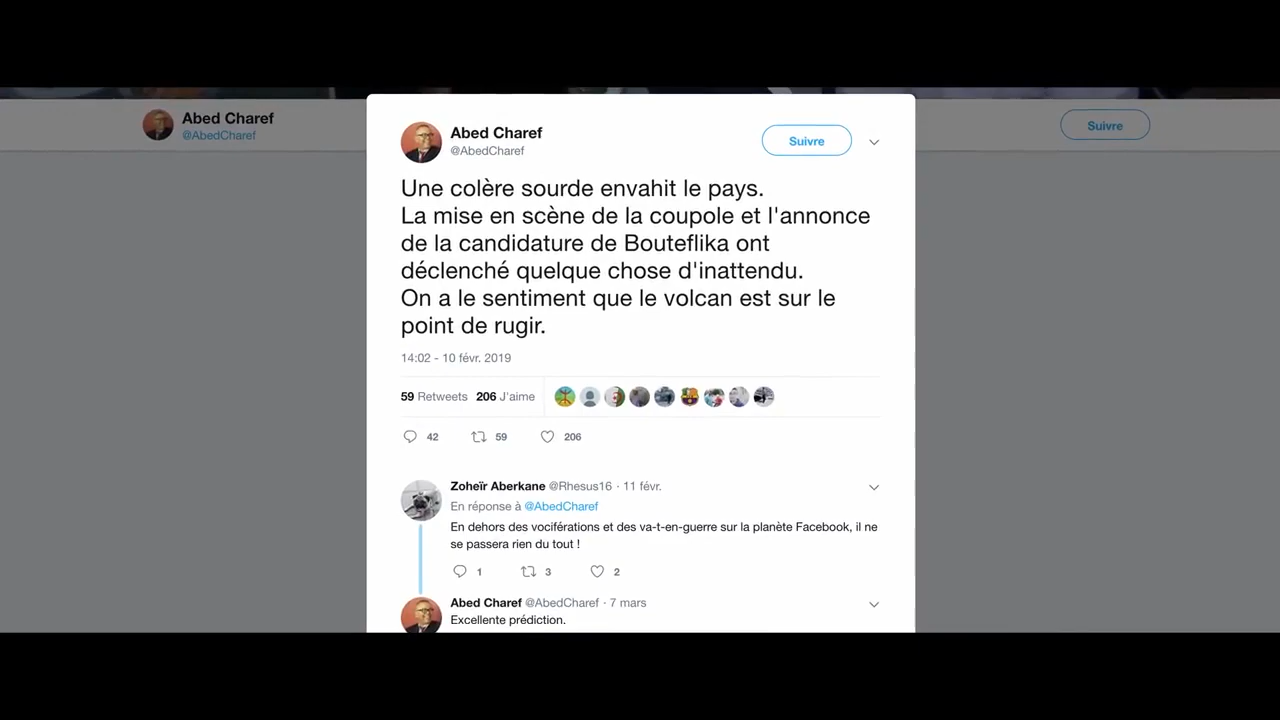 Abed Charef
@AbedCharef
Suivre
Abed Charef
@AbedCharef
Suivre
Une colère sourde envahit le pays.
La mise en scène de la coupole et l'annonce
de la candidature de Bouteflika ont
déclenché quelque chose d'inattendu.
On a le sentiment que le volcan est sur le
point de rugir.
14:02 - 10 févr. 2019
59 Retweets 206 J'aime
42 59 206
Zoheïr Aberkane @Rhesus16 · 11 févr.
En réponse à @AbedCharef
En dehors des vociférations et des va-t-en-guerre sur la planète Facebook, il ne
se passera rien du tout !
1 3 2
Abed Charef @AbedCharef · 7 mars
Excellente prédiction.